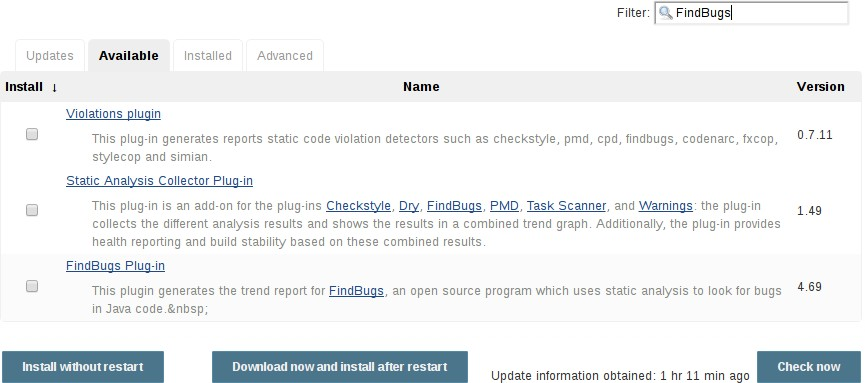 Filter: FindBugs
Updates Available Installed Advanced
Install ↓ Name Version
Violations plugin
This plug-in generates reports static code violation detectors such as checkstyle, pmd, cpd, findbugs, codenarc, fxcop,
stylecop and simian.
0.7.11
Static Analysis Collector Plug-in
This plug-in is an add-on for the plug-ins Checkstyle, Dry, FindBugs, PMD, Task Scanner, and Warnings: the plug-in
collects the different analysis results and shows the results in a combined trend graph. Additionally, the plug-in provides
health reporting and build stability based on these combined results.
1.49
FindBugs Plug-in
This plugin generates the trend report for FindBugs, an open source program which uses static analysis to look for bugs
in Java code.&nbsp;
4.69
Install without restart Download now and install after restart Update information obtained: 1 hr 11 min ago Check now